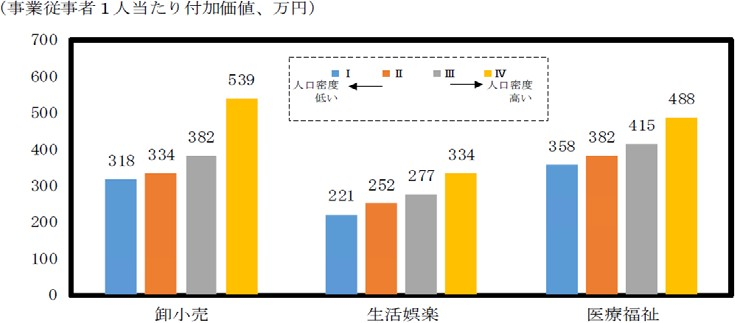 （事業従事者１人当たり付加価値、万円）
700
600
500
400
300
200
100
0
Ⅰ Ⅱ Ⅲ Ⅳ
人口密度 人口密度
低い 高い
318 334 382 539
221 252 277 334
358 382 415 488
卸小売 生活娯楽 医療福祉